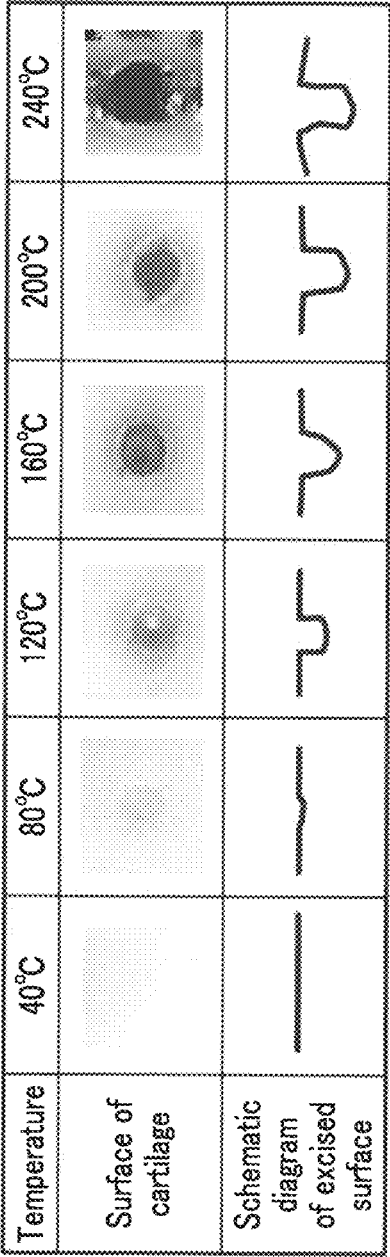 Temperature 40°C 80°C 120°C 160°C 200°C 240°C
Surface of
cartilage
Schematic
diagram
of excised
surface